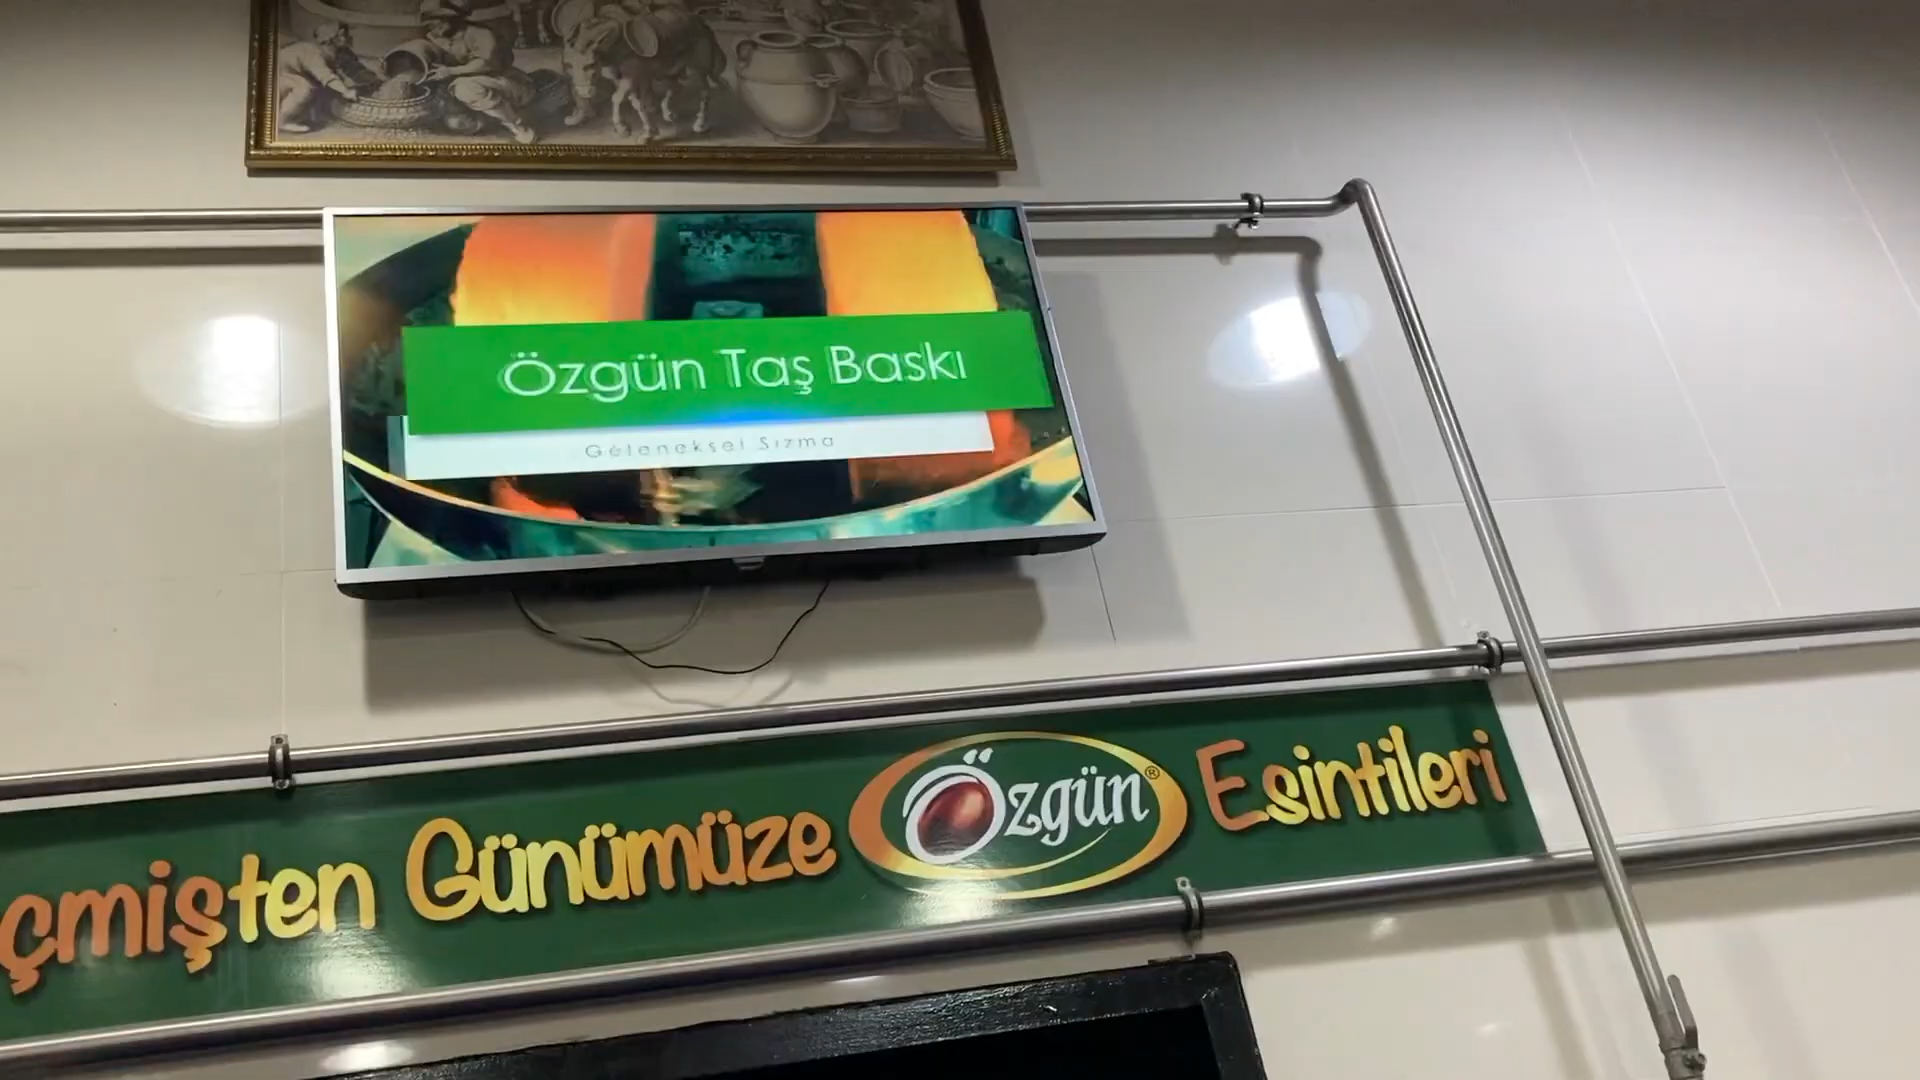 Özgün Taş Baskı
Geleneksel Sızma
çmişten Günümüze Özgün® Esintileri